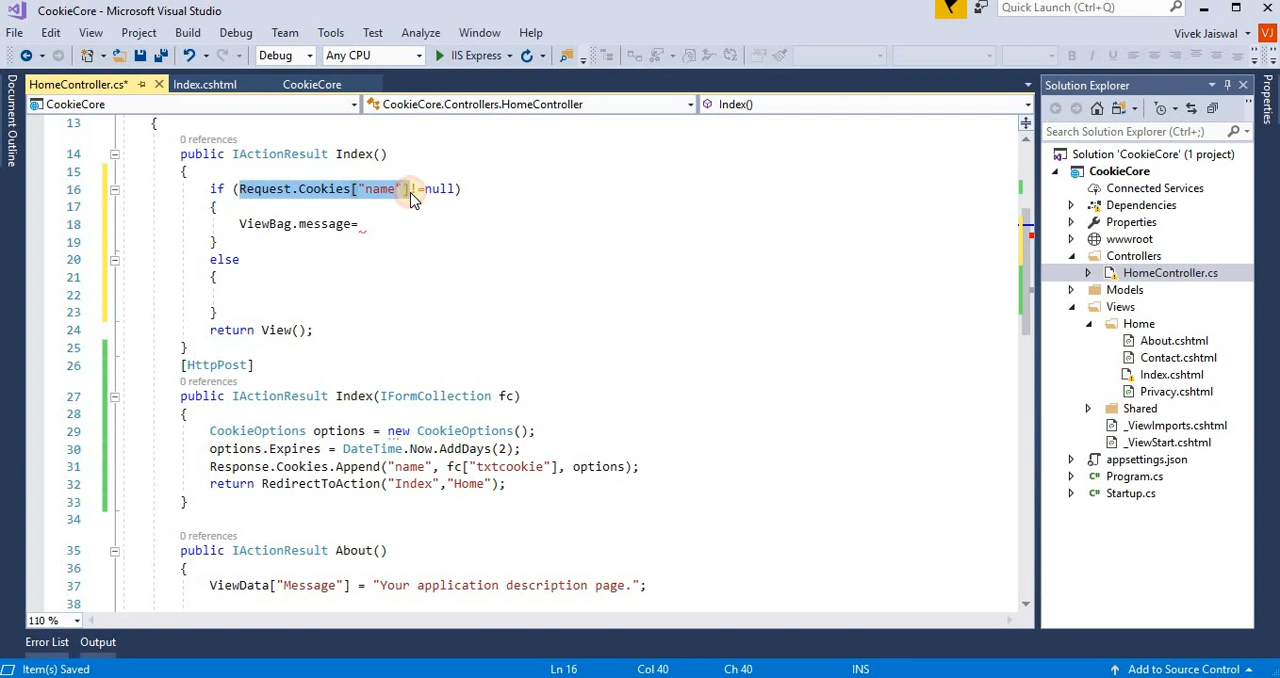 CookieCore - Microsoft Visual Studio
Quick Launch (Ctrl+Q)
File Edit View Project Build Debug Team Tools Test Analyze Window Help
Vivek Jaiswal VJ
Debug Any CPU IIS Express
HomeController.cs* Index.cshtml CookieCore
CookieCore CookieCore.Controllers.HomeController Index()
Document Outline
13 {
0 references
14 public IActionResult Index()
15 {
16 if (Request.Cookies["name"]!=null)
17 {
18 ViewBag.message=
19 }
20 else
21 {
22
23 }
24 return View();
25 }
26 [HttpPost]
0 references
27 public IActionResult Index(IFormCollection fc)
28 {
29 CookieOptions options = new CookieOptions();
30 options.Expires = DateTime.Now.AddDays(2);
31 Response.Cookies.Append("name", fc["txtcookie"], options);
32 return RedirectToAction("Index","Home");
33 }
34
0 references
35 public IActionResult About()
36 {
37 ViewData["Message"] = "Your application description page.";
38
110 %
Solution Explorer
Search Solution Explorer (Ctrl+;)
Solution 'CookieCore' (1 project)
CookieCore
Connected Services
Dependencies
Properties
wwwroot
Controllers
HomeController.cs
Models
Views
Home
About.cshtml
Contact.cshtml
Index.cshtml
Privacy.cshtml
Shared
_ViewImports.cshtml
_ViewStart.cshtml
appsettings.json
Program.cs
Startup.cs
Properties
Error List Output
Item(s) Saved Ln 16 Col 40 Ch 40 INS Add to Source Control